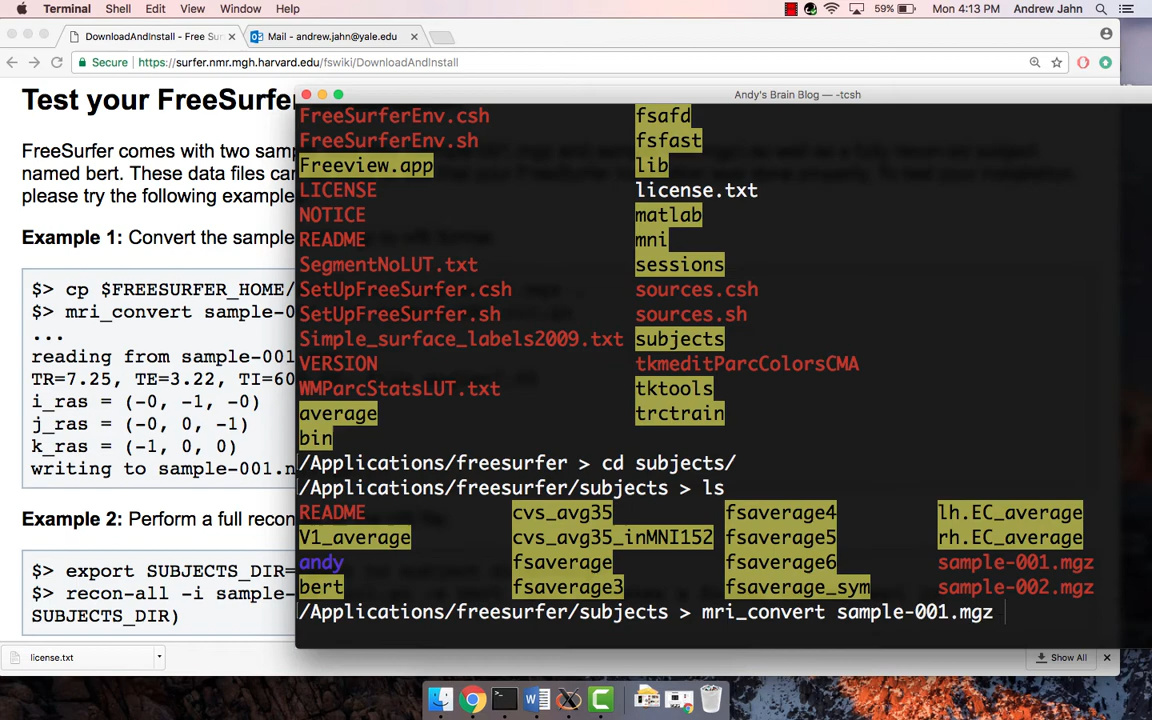 Terminal Shell Edit View Window Help 59% Mon 4:13 PM Andrew Jahn
DownloadAndInstall - Free Sur Mail - andrew.jahn@yale.edu
Secure https://surfer.nmr.mgh.harvard.edu/fswiki/DownloadAndInstall
Andy's Brain Blog — -tcsh
Test your FreeSurfe
FreeSurfer comes with two sam
named bert. These data files car
please try the following example
Example 1: Convert the sample
$> cp $FREESURFER_HOME/
$> mri_convert sample-001
...
reading from sample-001
TR=7.25, TE=3.22, TI=60
i_ras = (-0, -1, -0)
j_ras = (-0, 0, -1)
k_ras = (-1, 0, 0)
writing to sample-001.n
Example 2: Perform a full recon
$> export SUBJECTS_DIR=
$> recon-all -i sample-
SUBJECTS_DIR)
FreeSurferEnv.csh fsafd
FreeSurferEnv.sh fsfast
Freeview.app lib
LICENSE license.txt
NOTICE matlab
README mni
SegmentNoLUT.txt sessions
SetUpFreeSurfer.csh sources.csh
SetUpFreeSurfer.sh sources.sh
Simple_surface_labels2009.txt subjects
VERSION tkmeditParcColorsCMA
WMParcStatsLUT.txt tktools
average trctrain
bin
/Applications/freesurfer > cd subjects/
/Applications/freesurfer/subjects > ls
README cvs_avg35 fsaverage4 lh.EC_average
V1_average cvs_avg35_inMNI152 fsaverage5 rh.EC_average
andy fsaverage fsaverage6 sample-001.mgz
bert fsaverage3 fsaverage_sym sample-002.mgz
/Applications/freesurfer/subjects > mri_convert sample-001.mgz
license.txt Show All